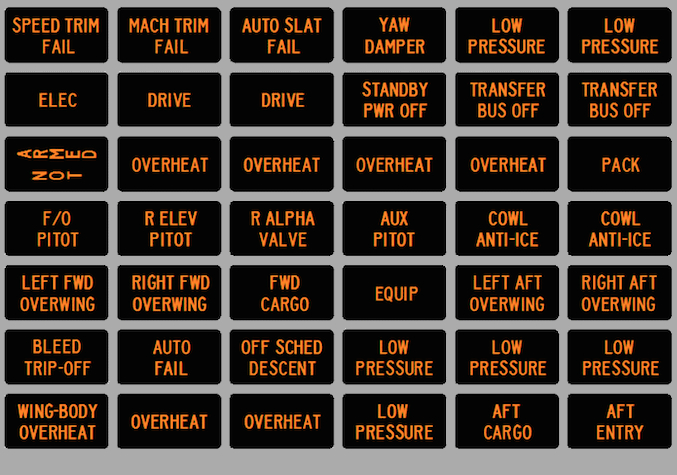 SPEED TRIM
FAIL
MACH TRIM
FAIL
AUTO SLAT
FAIL
YAW
DAMPER
LOW
PRESSURE
LOW
PRESSURE
ELEC
DRIVE
DRIVE
STANDBY
PWR OFF
TRANSFER
BUS OFF
TRANSFER
BUS OFF
NOT
ARMED
OVERHEAT
OVERHEAT
OVERHEAT
OVERHEAT
PACK
F/O
PITOT
R ELEV
PITOT
R ALPHA
VALVE
AUX
PITOT
COWL
ANTI-ICE
COWL
ANTI-ICE
LEFT FWD
OVERWING
RIGHT FWD
OVERWING
FWD
CARGO
EQUIP
LEFT AFT
OVERWING
RIGHT AFT
OVERWING
BLEED
TRIP-OFF
AUTO
FAIL
OFF SCHED
DESCENT
LOW
PRESSURE
LOW
PRESSURE
LOW
PRESSURE
WING-BODY
OVERHEAT
OVERHEAT
OVERHEAT
LOW
PRESSURE
AFT
CARGO
AFT
ENTRY